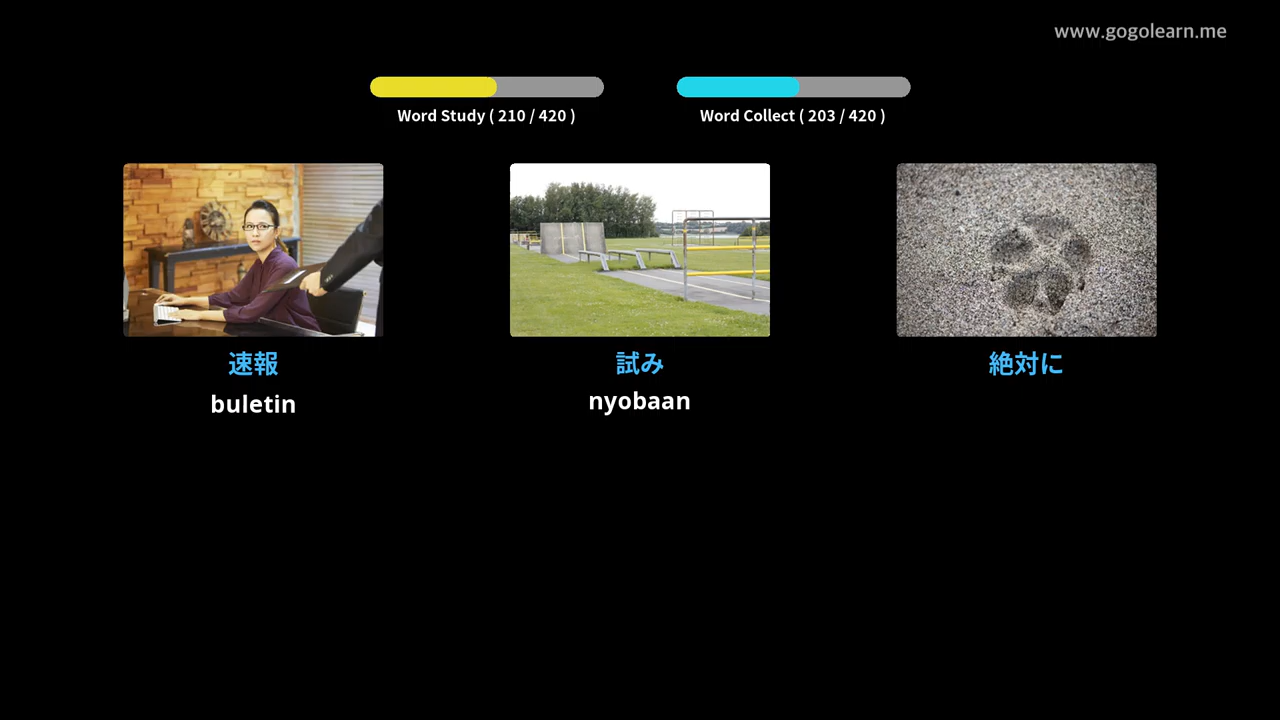 www.gogolearn.me
Word Study ( 210 / 420 )
Word Collect ( 203 / 420 )
速報
試み
絶対に
buletin
nyobaan